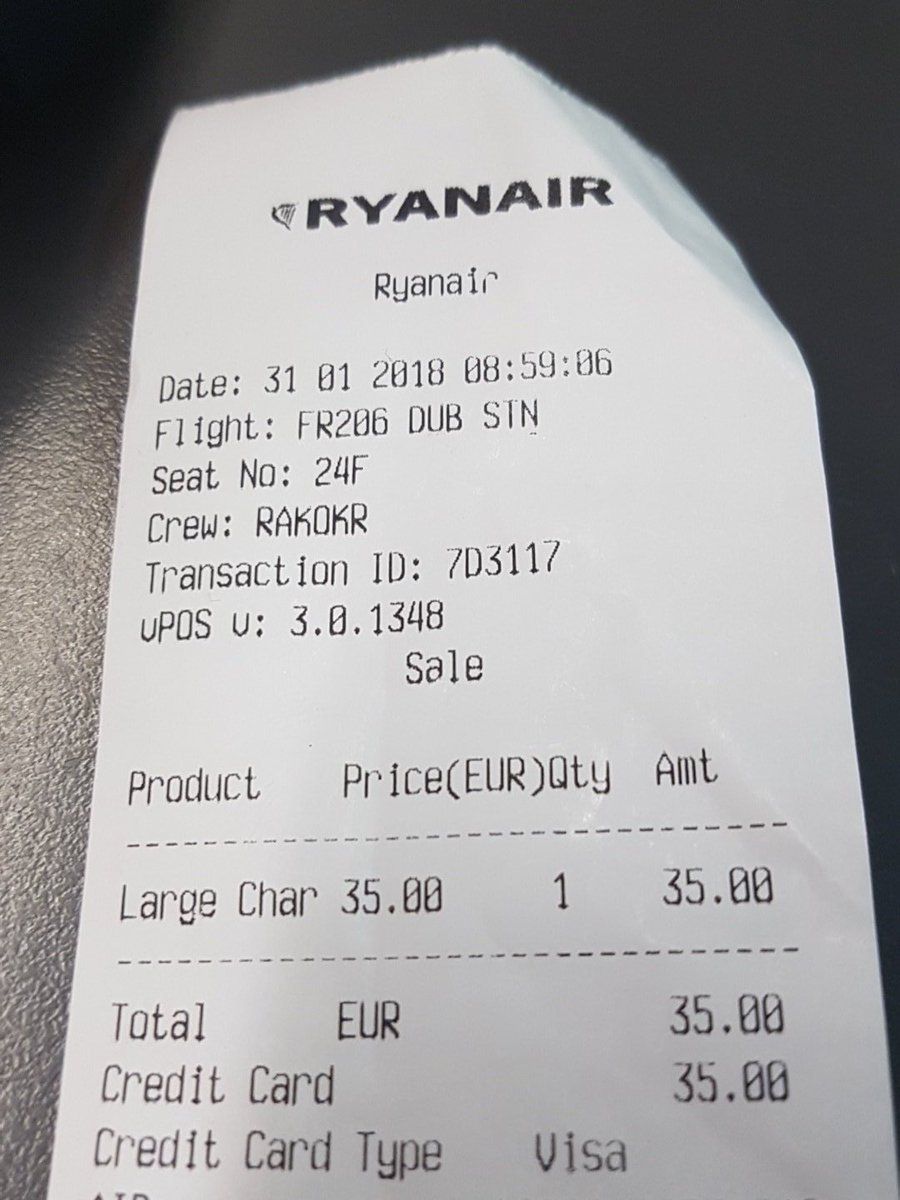 RYANAIR
Ryanair
Date: 31 01 2018 08:59:06
Flight: FR206 DUB STN
Seat No: 24F
Crew: RAKOKR
Transaction ID: 7D3117
vPOS v: 3.0.1348
Sale
Product Price(EUR)Qty Amt
--------------------------------
Large Char 35.00 1 35.00
--------------------------------
Total EUR 35.00
Credit Card 35.00
Credit Card Type Visa